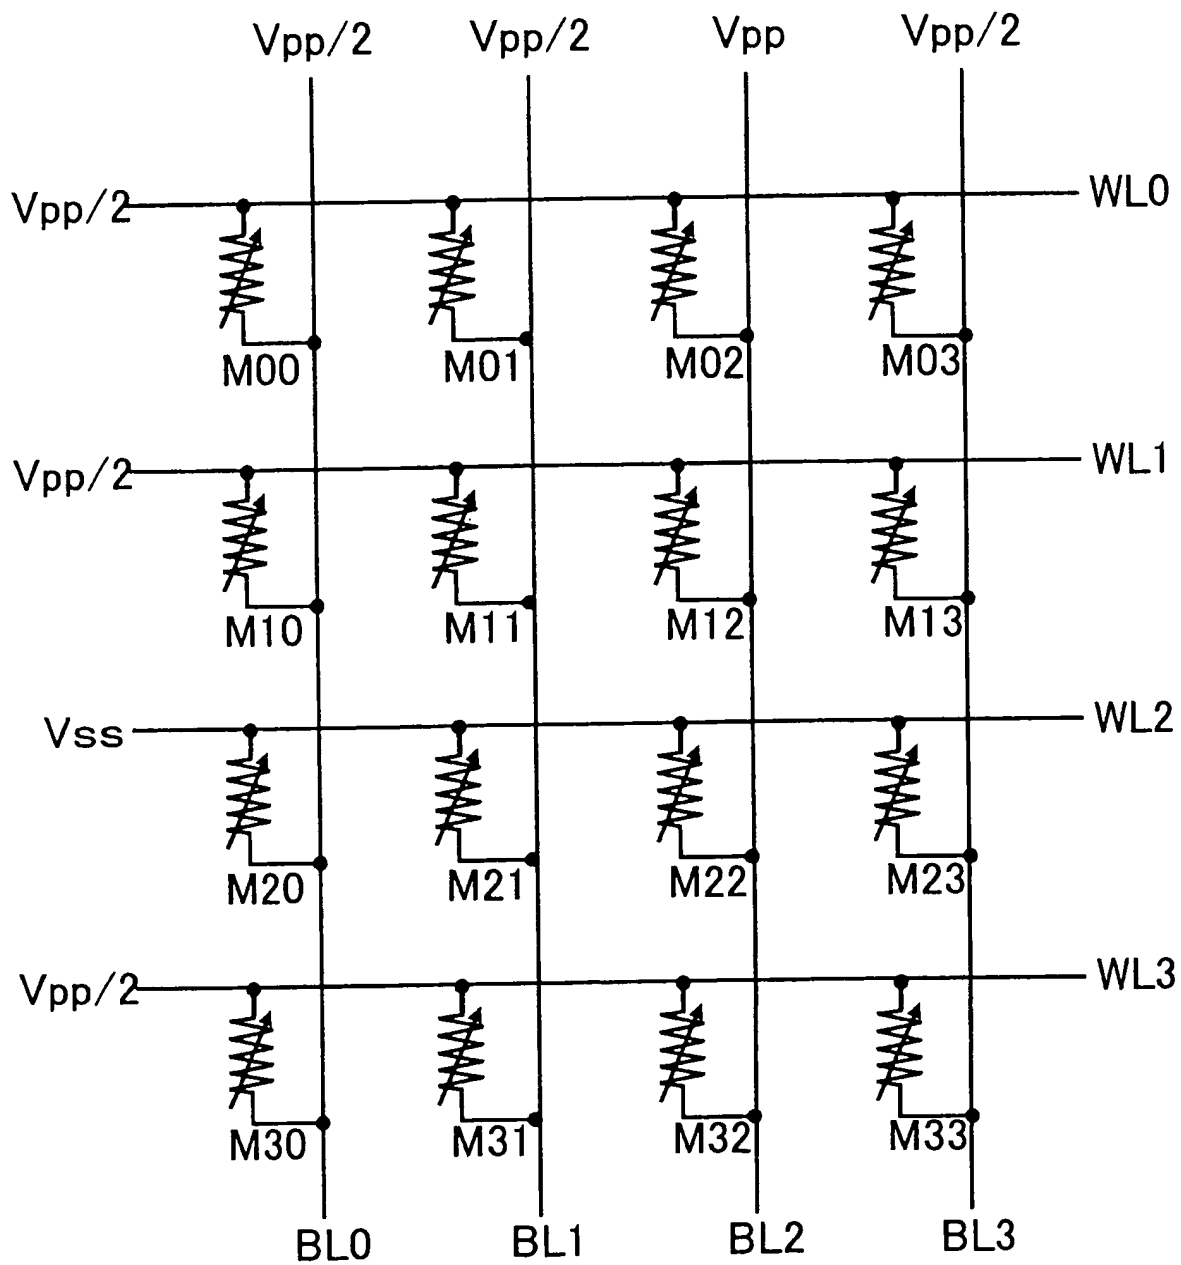 Vpp/2 Vpp/2 Vpp Vpp/2
Vpp/2 WL0
M00 M01 M02 M03
Vpp/2 WL1
M10 M11 M12 M13
Vss WL2
M20 M21 M22 M23
Vpp/2 WL3
M30 M31 M32 M33
BL0 BL1 BL2 BL3